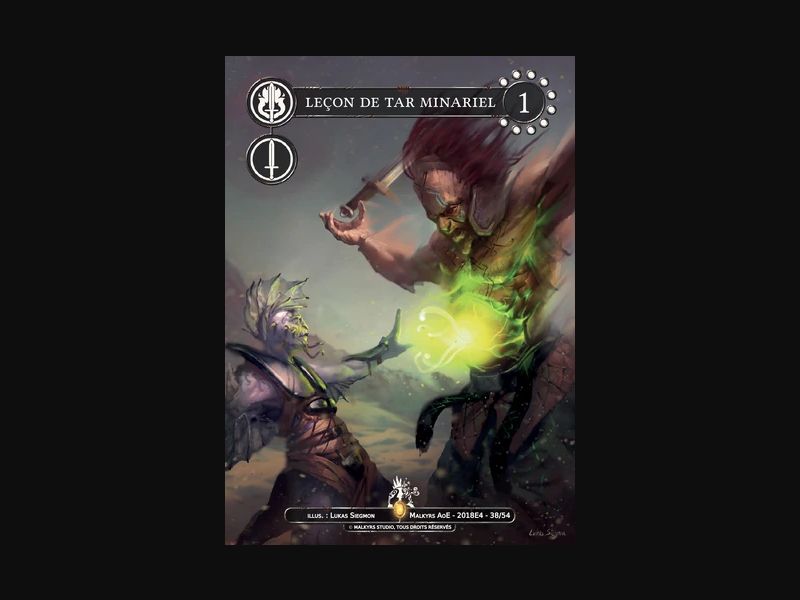 LEÇON DE TAR MINARIEL
1
ILLUS. : LUKAS SIEGMON
MALKYRS AOE - 2018E4 - 38/54
© MALKYRS STUDIO, TOUS DROITS RÉSERVÉS